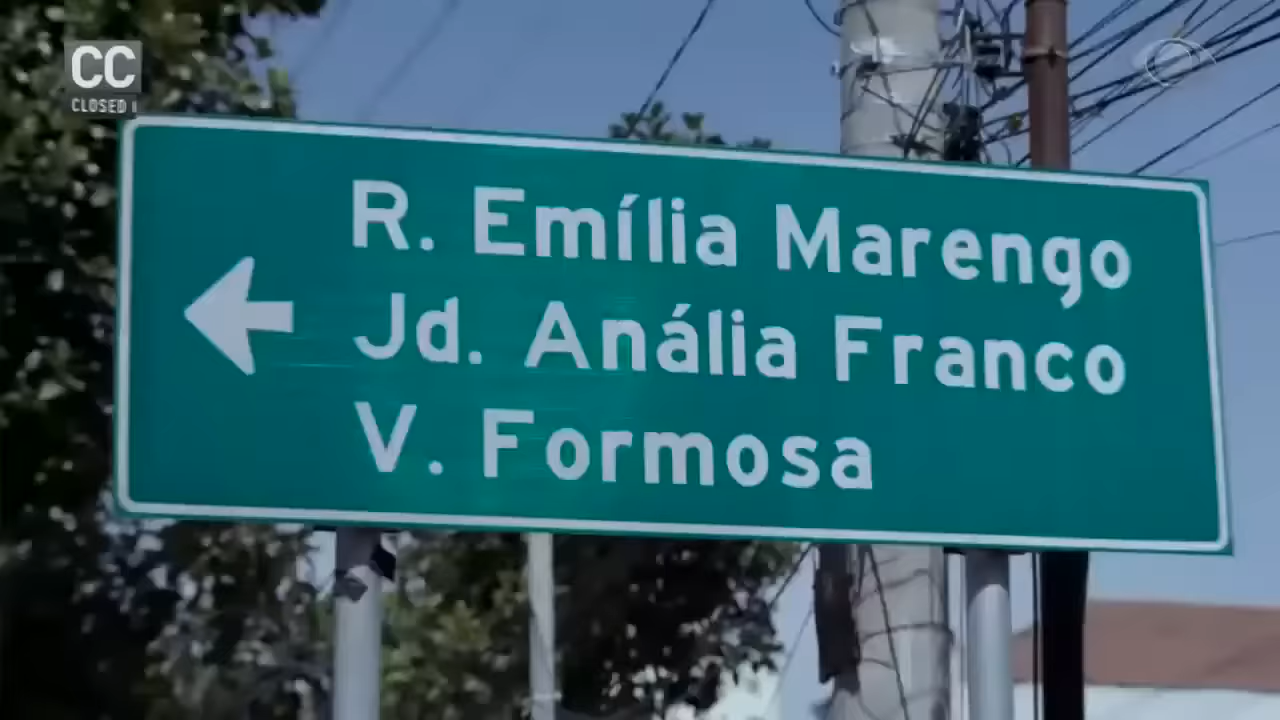 CC
CLOSED
R. Emília Marengo
Jd. Anália Franco
V. Formosa